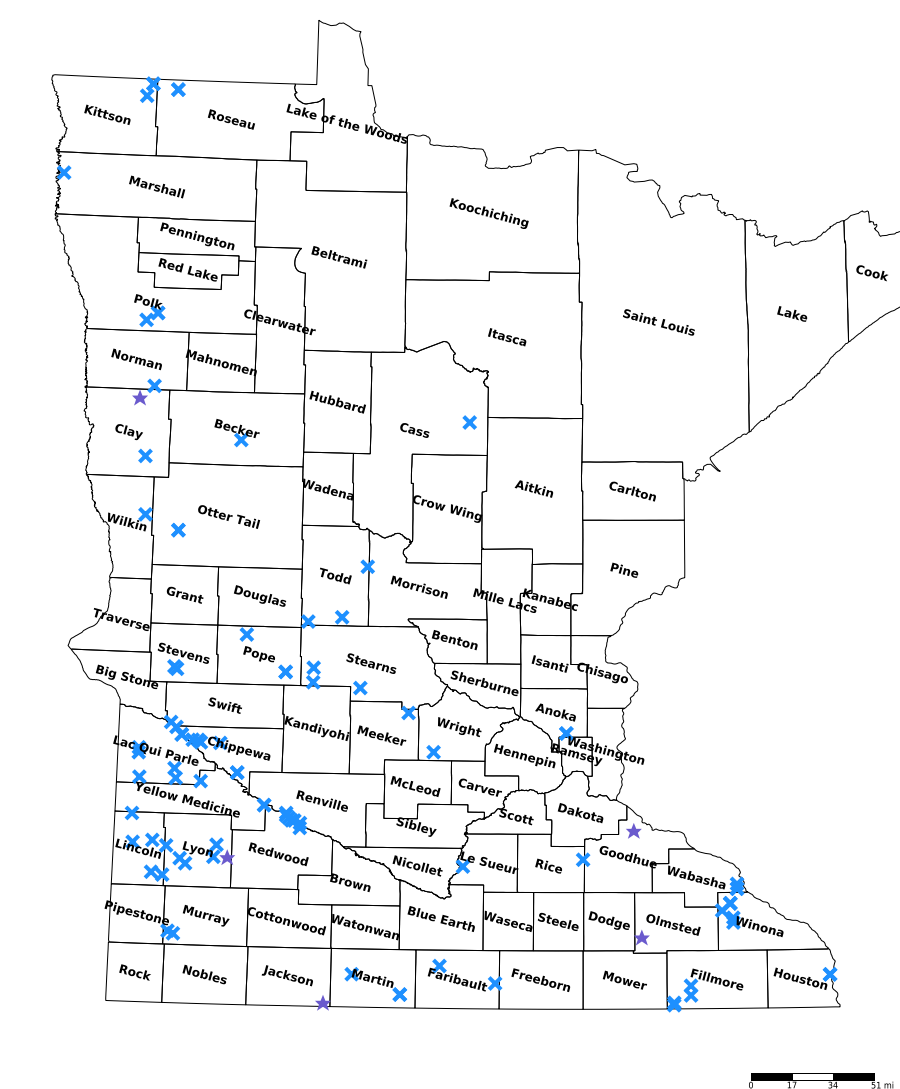 Kittson
Roseau
Lake of the Woods
Marshall
Koochiching
Pennington
Beltrami
Red Lake
Cook
Polk
Clearwater
Saint Louis
Lake
Itasca
Norman
Mahnomen
Hubbard
Clay
Becker
Cass
Wadena
Aitkin
Carlton
Crow Wing
Wilkin
Otter Tail
Pine
Todd
Morrison
Grant
Douglas
Mille Lacs
Kanabec
Traverse
Stevens
Pope
Stearns
Benton
Isanti
Chisago
Big Stone
Sherburne
Swift
Anoka
Kandiyohi
Meeker
Wright
Hennepin
Ramsey
Washington
Lac Qui Parle
Chippewa
McLeod
Carver
Yellow Medicine
Renville
Scott
Dakota
Sibley
Lincoln
Lyon
Redwood
Nicollet
Le Sueur
Rice
Goodhue
Wabasha
Brown
Pipestone
Murray
Cottonwood
Watonwan
Blue Earth
Waseca
Steele
Dodge
Olmsted
Winona
Rock
Nobles
Jackson
Martin
Faribault
Freeborn
Mower
Fillmore
Houston
0 17 34 51 mi